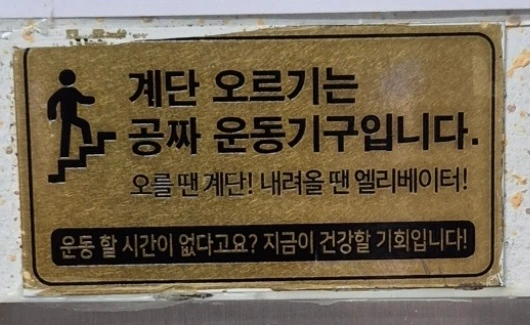 계단 오르기는
공짜 운동기구입니다.
오를 땐 계단! 내려올 땐 엘리베이터!
운동 할 시간이 없다고요? 지금이 건강할 기회입니다!